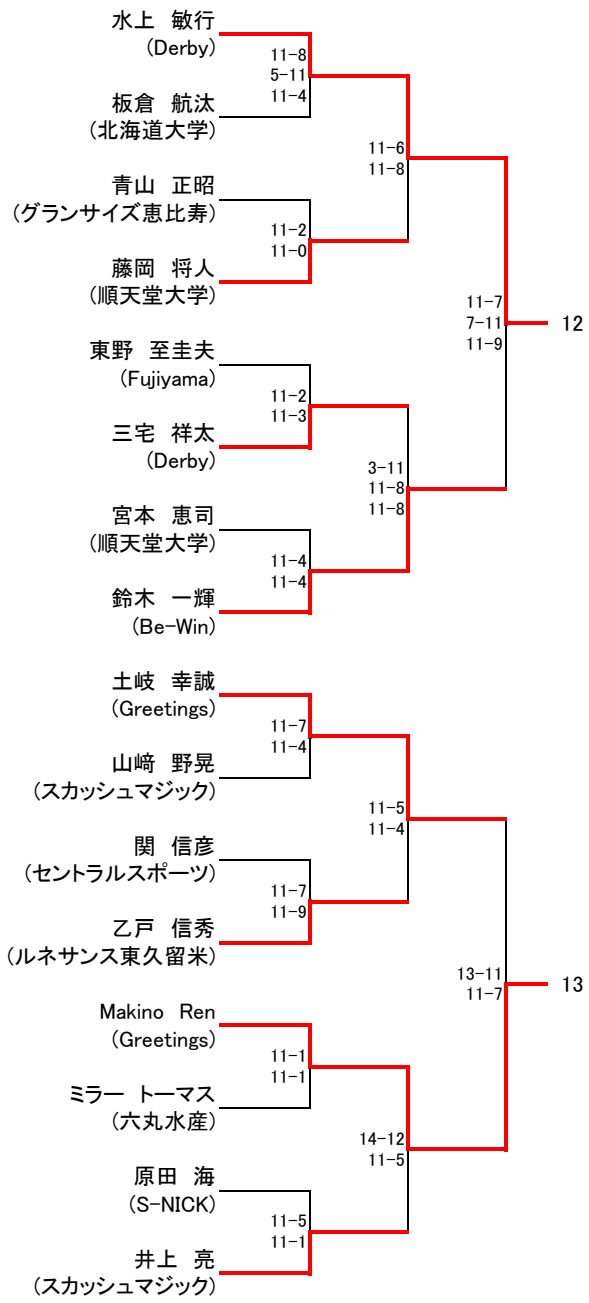 水上 敏行
(Derby)
11-8
5-11
11-4
板倉 航汰
(北海道大学)
11-6
11-8
青山 正昭
(グランサイズ恵比寿)
11-2
11-0
藤岡 将人
(順天堂大学)
11-7
7-11
11-9
12
東野 至圭夫
(Fujiyama)
11-2
11-3
三宅 祥太
(Derby)
3-11
11-8
11-8
宮本 恵司
(順天堂大学)
11-4
11-4
鈴木 一輝
(Be-Win)
土岐 幸誠
(Greetings)
11-7
11-4
山﨑 野晃
(スカッシュマジック)
11-5
11-4
関 信彦
(セントラルスポーツ)
11-7
11-9
乙戸 信秀
(ルネサンス東久留米)
13-11
11-7
13
Makino Ren
(Greetings)
11-1
11-1
ミラー トーマス
(六丸水産)
14-12
11-5
原田 海
(S-NICK)
11-5
11-1
井上 亮
(スカッシュマジック)